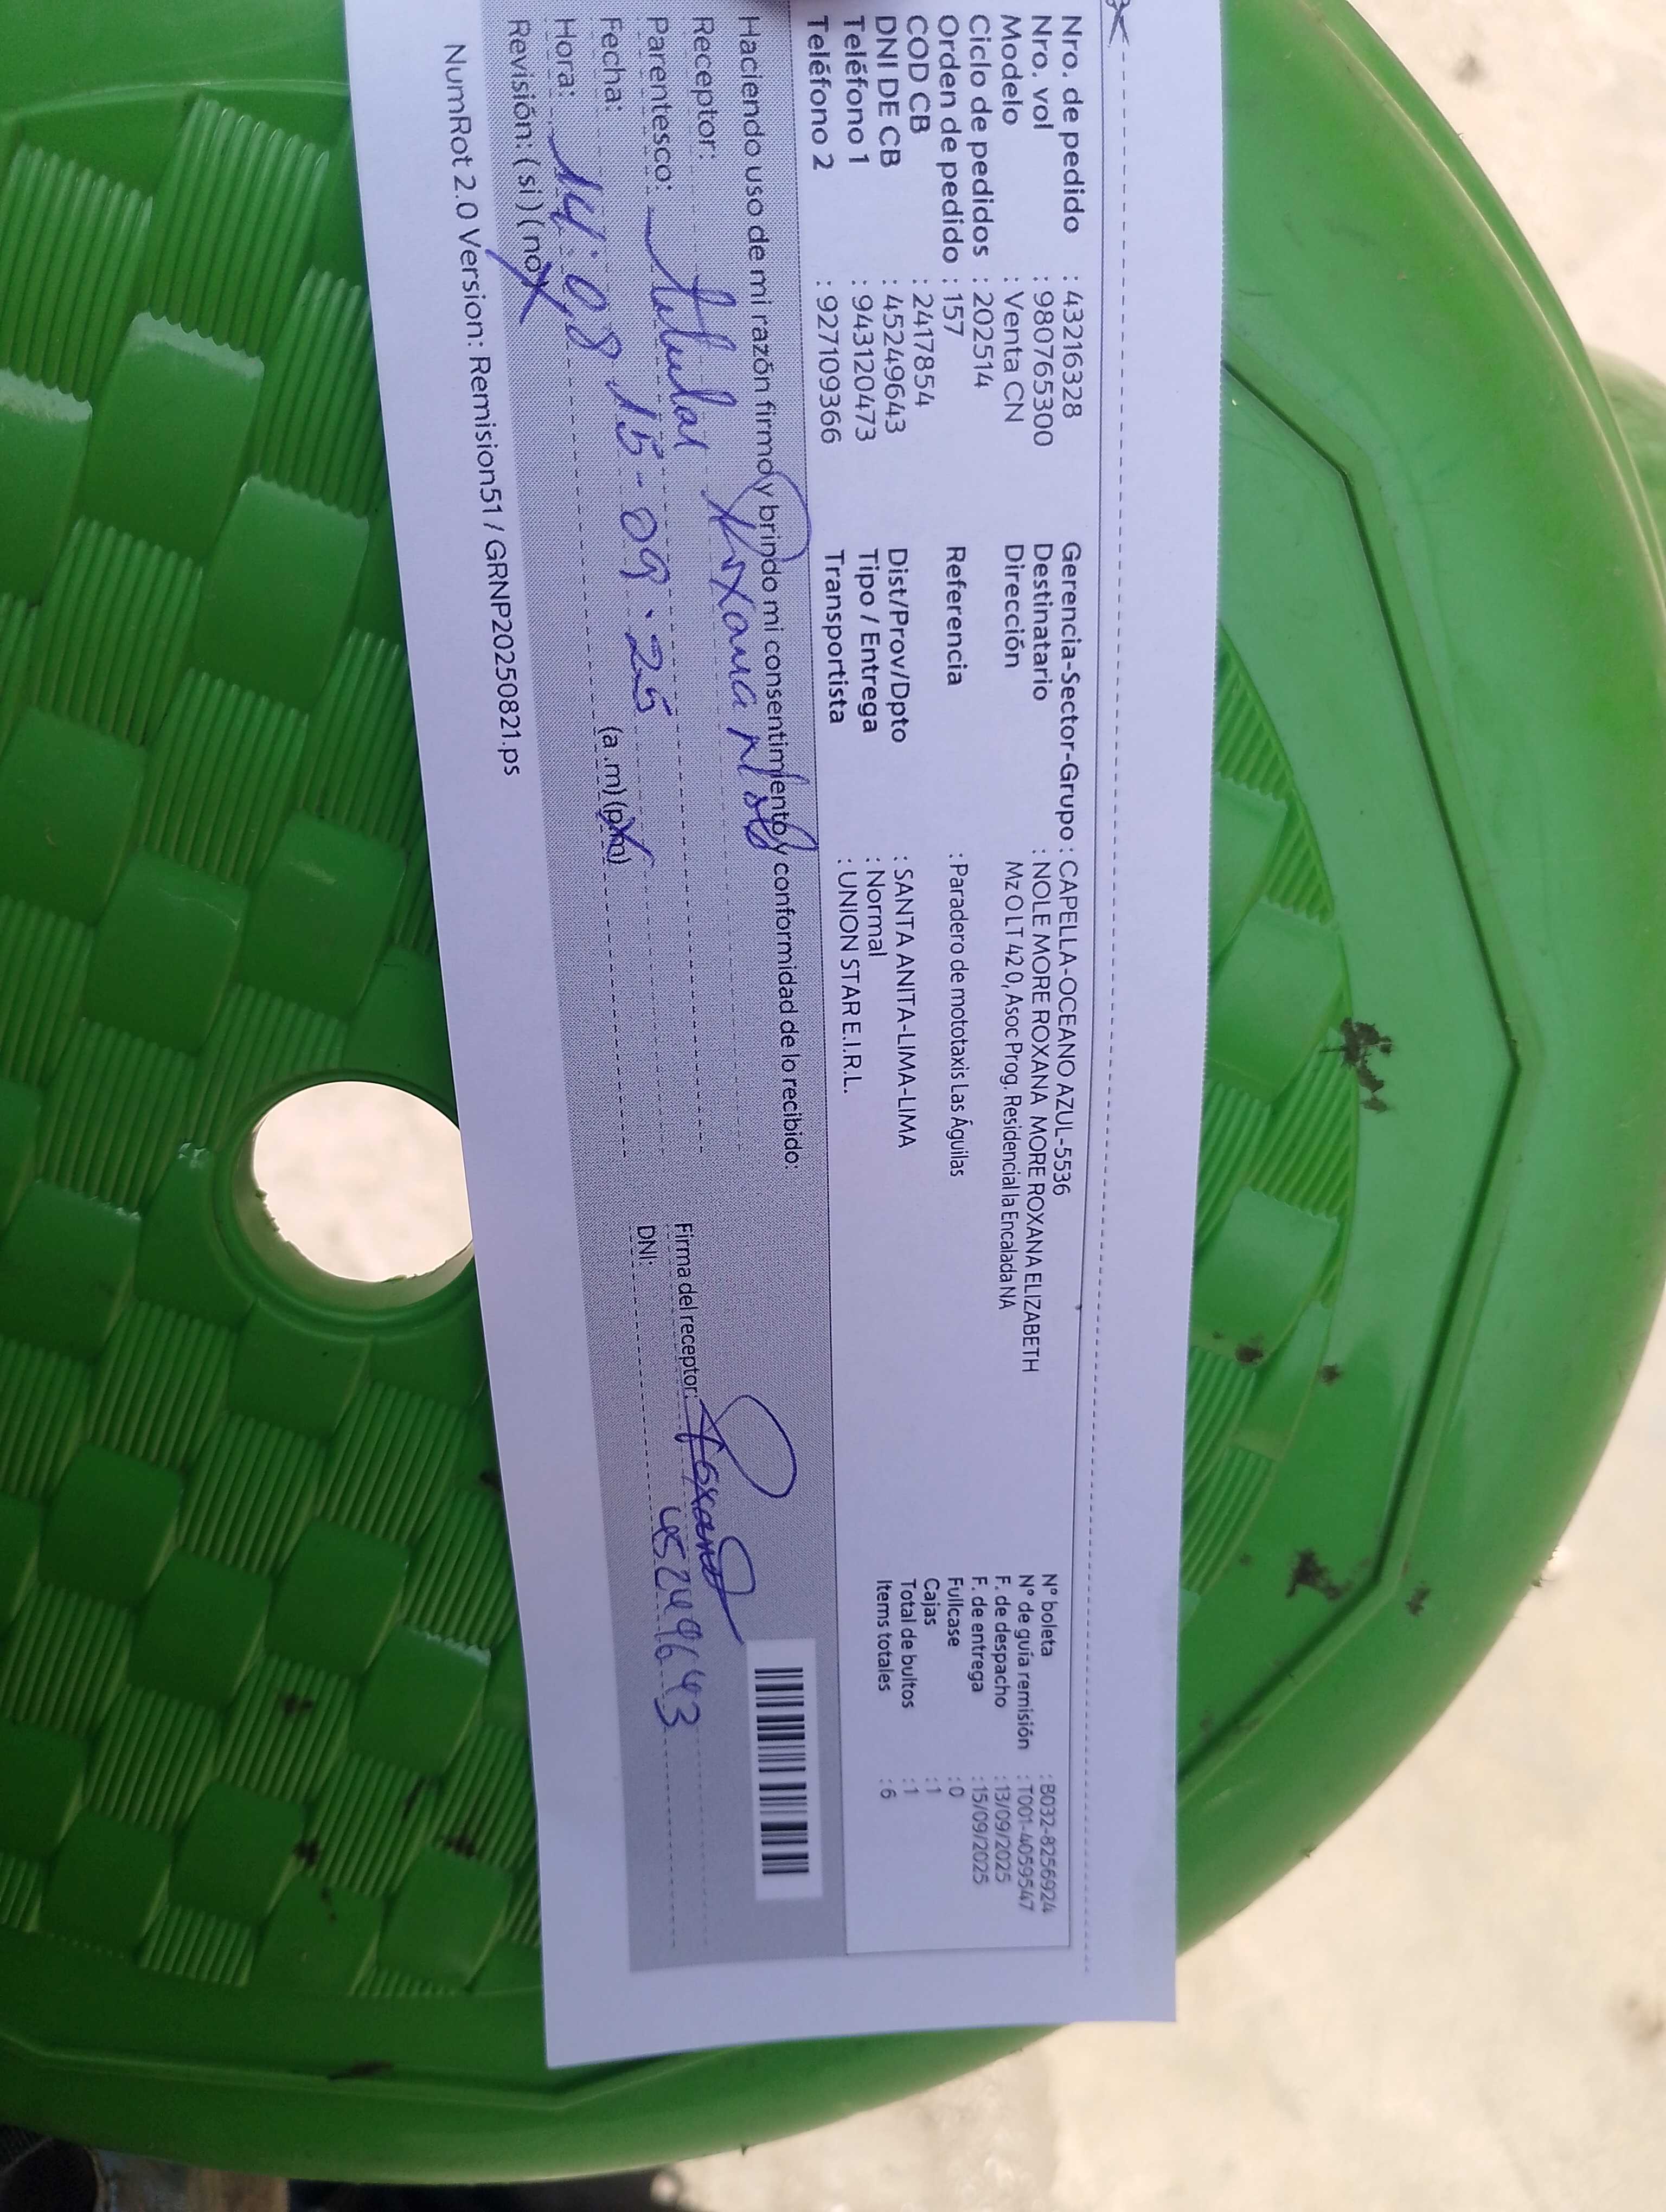 Nro. de pedido : 43216328
Nro. vol : 980765300
Modelo : Venta CN
Ciclo de pedidos : 202514
Orden de pedido : 157
COD CB : 2417854
DNI DE CB : 45249643
Teléfono 1 : 943120473
Teléfono 2 : 927109366
Gerencia-Sector-Grupo : CAPELLA-OCEANO AZUL-5536
Destinatario : NOLE MORE ROXANA MORE ROXANA ELIZABETH
Dirección Mz O LT 42 0, Asoc Prog. Residencial la Encalada NA
Referencia : Paradero de mototaxis Las Águilas
Dist/Prov/Dpto : SANTA ANITA-LIMA-LIMA
Tipo / Entrega : Normal
Transportista : UNION STAR E.I.R.L.
N° boleta : B032-8256924
N° de guía remisión : T001-4059547
F. de despacho : 13/09/2025
F. de entrega : 15/09/2025
Fullcase : 0
Cajas : 1
Total de bultos : 1
Items totales : 6
Haciendo uso de mi razón firmo y brindo mi consentimiento y conformidad de lo recibido:
Receptor: Roxana Nole
Parentesco: titular
Fecha: 15-09-25
Hora: 14:08 (a .m) (p.m)
Revisión: (si) (no)
Firma del receptor: Roxana
DNI: 45249643
NumRot 2.0 Version: Remision51 / GRNP20250821.ps